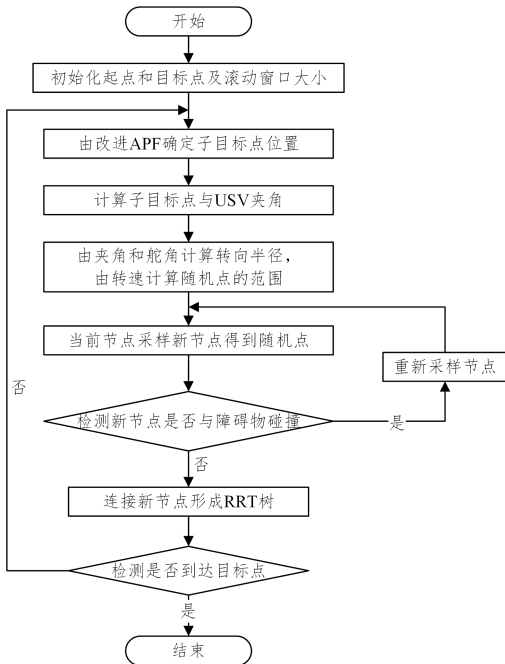 开始
初始化起点和目标点及滚动窗口大小
由改进APF确定子目标点位置
计算子目标点与USV夹角
由夹角和舵角计算转向半径，
由转速计算随机点的范围
当前节点采样新节点得到随机点
重新采样节点
否
检测新节点是否与障碍物碰撞
是
否
连接新节点形成RRT树
检测是否到达目标点
是
结束